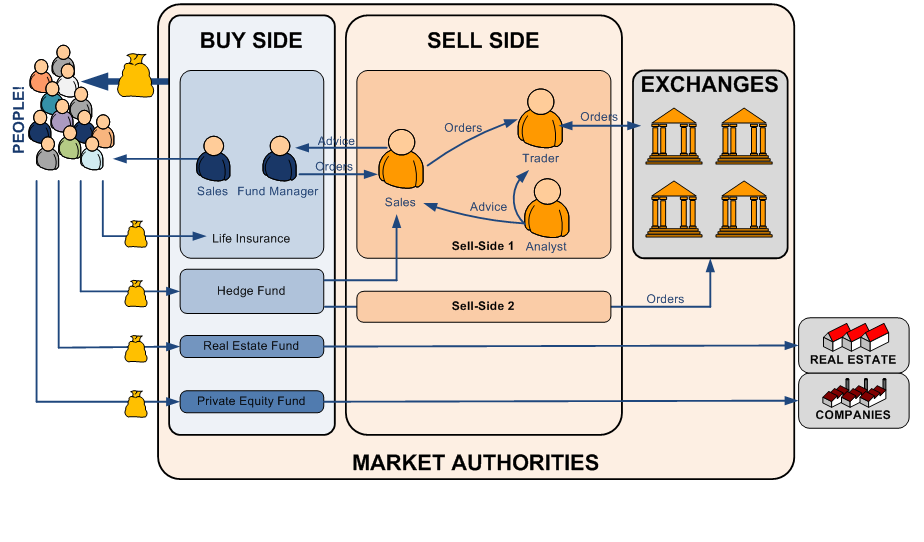 BUY SIDE
SELL SIDE
EXCHANGES
PEOPLE!
Advice
Orders
Orders
Orders
Trader
Sales
Fund Manager
Sales
Advice
Life Insurance
Sell-Side 1
Analyst
Hedge Fund
Sell-Side 2
Orders
Real Estate Fund
REAL ESTATE
Private Equity Fund
COMPANIES
MARKET AUTHORITIES